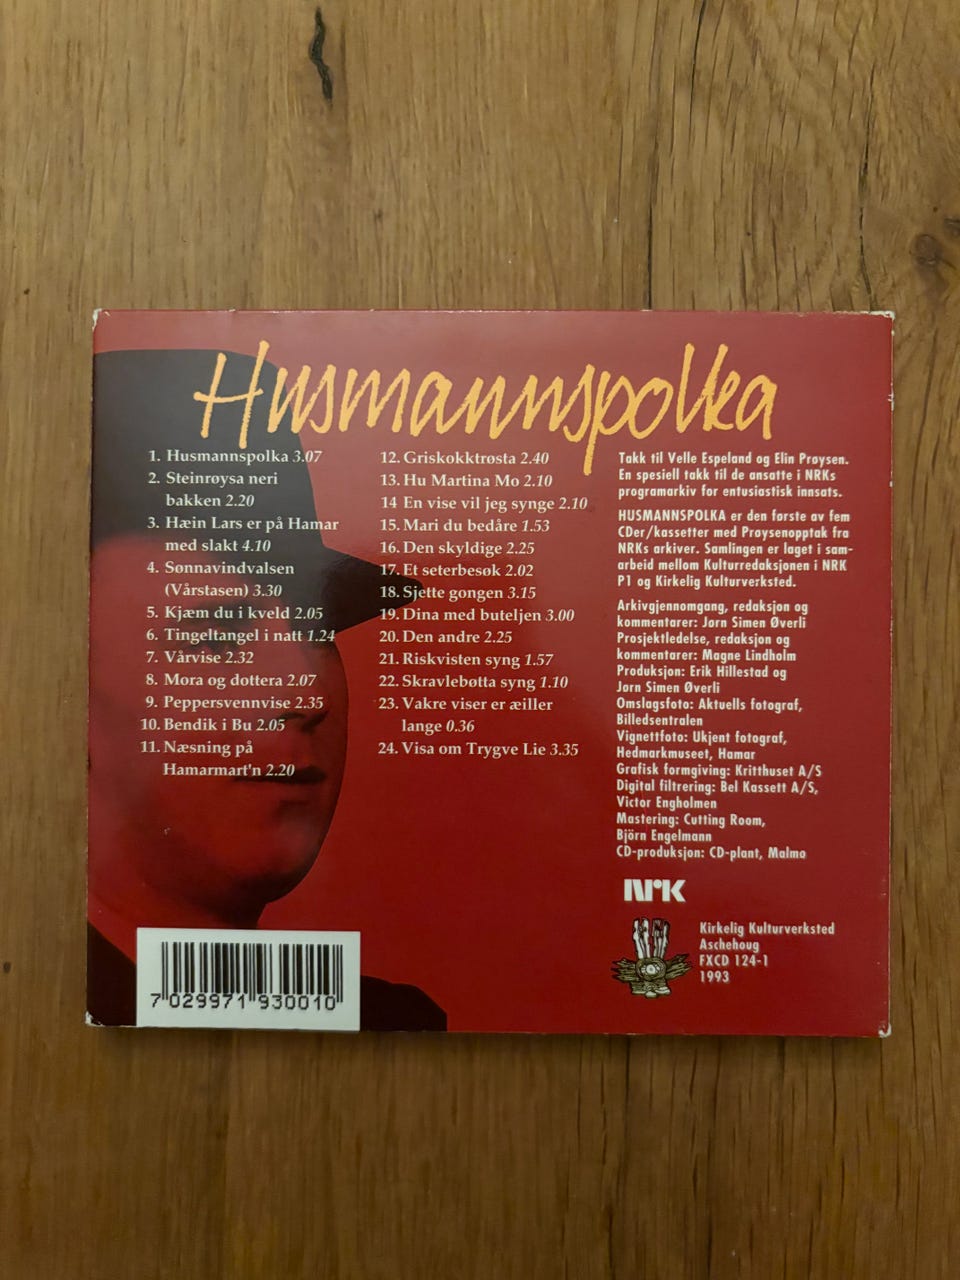 Husmannspolka
1. Husmannspolka 3.07
2. Steinrøysa neri
bakken 2.20
3. Hæin Lars er på Hamar
med slakt 4.10
4. Sønnavindvalsen
(Vårstasen) 3.30
5. Kjæm du i kveld 2.05
6. Tingeltangel i natt 1.24
7. Vårvise 2.32
8. Mora og dottera 2.07
9. Peppersvennvise 2.35
10. Bendik i Bu 2.05
11. Næsning på
Hamarmart'n 2.20
12. Griskokktrøsta 2.40
13. Hu Martina Mo 2.10
14 En vise vil jeg synge 2.10
15. Mari du bedåre 1.53
16. Den skyldige 2.25
17. Et seterbesøk 2.02
18. Sjette gongen 3.15
19. Dina med buteljen 3.00
20. Den andre 2.25
21. Riskvisten syng 1.57
22. Skravlebøtta syng 1.10
23. Vakre viser er æiller
lange 0.36
24. Visa om Trygve Lie 3.35
Takk til Velle Espeland og Elin Prøysen.
En spesiell takk til de ansatte i NRKs
programarkiv for entusiastisk innsats.
HUSMANNSPOLKA er den første av fem
CDer/kassetter med Prøysenopptak fra
NRKs arkiver. Samlingen er laget i sam-
arbeid mellom Kulturredaksjonen i NRK
P1 og Kirkelig Kulturverksted.
Arkivgjennomgang, redaksjon og
kommentarer: Jørn Simen Øverli
Prosjektledelse, redaksjon og
kommentarer: Magne Lindholm
Produksjon: Erik Hillestad og
Jørn Simen Øverli
Omslagsfoto: Aktuells fotograf,
Billedsentralen
Vignettfoto: Ukjent fotograf,
Hedmarkmuseet, Hamar
Grafisk formgiving: Kritthuset A/S
Digital filtrering: Bel Kassett A/S,
Victor Engholmen
Mastering: Cutting Room,
Björn Engelmann
CD-produksjon: CD-plant, Malmo
NRK
Kirkelig Kulturverksted
Aschehoug
FXCD 124-1
1993
7 029971 930010